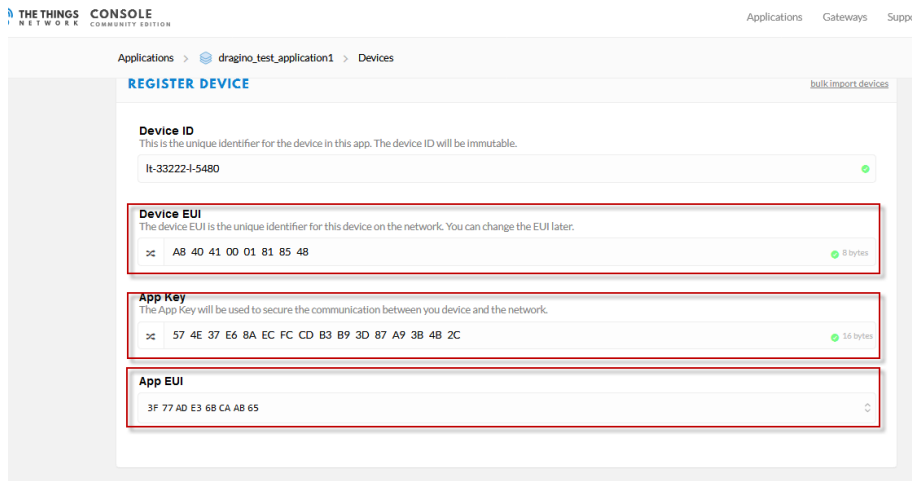 THE THINGS NETWORK CONSOLE COMMUNITY EDITION
Applications Gateways
Applications > dragino_test_application1 > Devices
REGISTER DEVICE bulk import devices
Device ID
This is the unique identifier for the device in this app. The device ID will be immutable.
lt-33222-l-5480
Device EUI
The device EUI is the unique identifier for this device on the network. You can change the EUI later.
A8 40 41 00 01 81 85 48 8 bytes
App Key
The App Key will be used to secure the communication between you device and the network.
57 4E 37 E6 8A EC FC CD B3 B9 3D 87 A9 3B 4B 2C 16 bytes
App EUI
3F 77 AD E3 6B CA AB 65